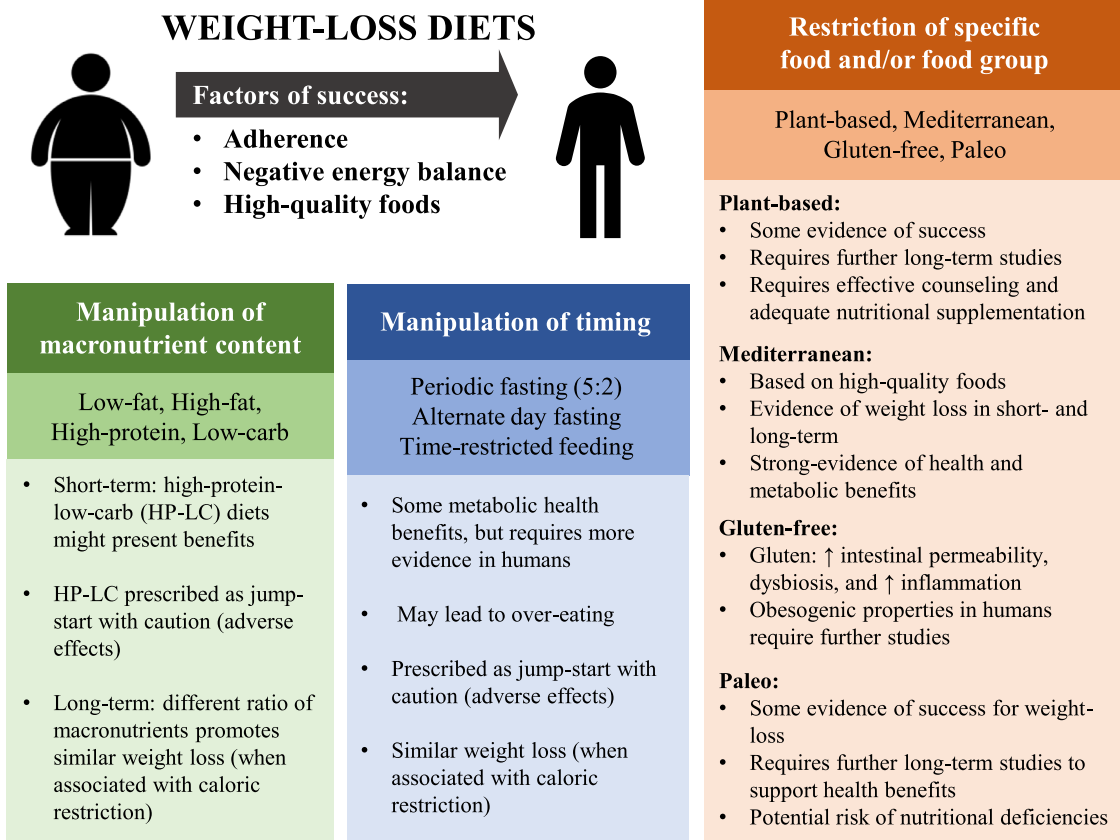 WEIGHT-LOSS DIETS
Factors of success:
• Adherence
• Negative energy balance
• High-quality foods
Manipulation of
macronutrient content
Low-fat, High-fat,
High-protein, Low-carb
• Short-term: high-protein-
low-carb (HP-LC) diets
might present benefits
• HP-LC prescribed as jump-
start with caution (adverse
effects)
• Long-term: different ratio of
macronutrients promotes
similar weight loss (when
associated with caloric
restriction)
Manipulation of timing
Periodic fasting (5:2)
Alternate day fasting
Time-restricted feeding
• Some metabolic health
benefits, but requires more
evidence in humans
• May lead to over-eating
• Prescribed as jump-start with
caution (adverse effects)
• Similar weight loss (when
associated with caloric
restriction)
Restriction of specific
food and/or food group
Plant-based, Mediterranean,
Gluten-free, Paleo
Plant-based:
• Some evidence of success
• Requires further long-term studies
• Requires effective counseling and
adequate nutritional supplementation
Mediterranean:
• Based on high-quality foods
• Evidence of weight loss in short- and
long-term
• Strong-evidence of health and
metabolic benefits
Gluten-free:
• Gluten: ↑ intestinal permeability,
dysbiosis, and ↑ inflammation
• Obesogenic properties in humans
require further studies
Paleo:
• Some evidence of success for weight-
loss
• Requires further long-term studies to
support health benefits
• Potential risk of nutritional deficiencies